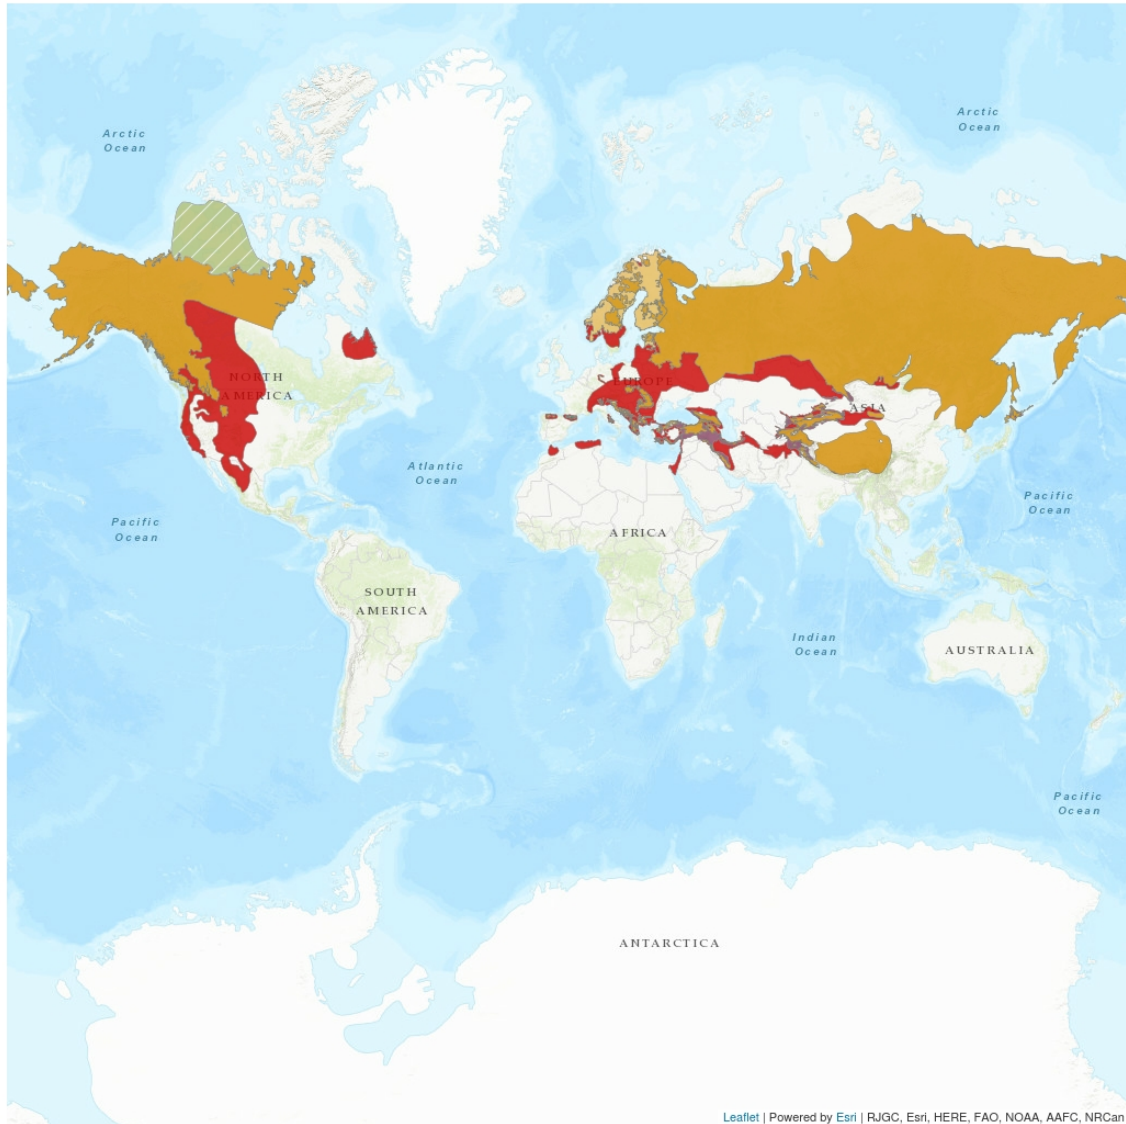 Arctic
Ocean
Arctic
Ocean
NORTH
AMERICA
EUROPE
ASIA
Atlantic
Ocean
Pacific
Ocean
Pacific
Ocean
AFRICA
SOUTH
AMERICA
Indian
Ocean
AUSTRALIA
Pacific
Ocean
ANTARCTICA
Leaflet | Powered by Esri | RJGC, Esri, HERE, FAO, NOAA, AAFC, NRCan